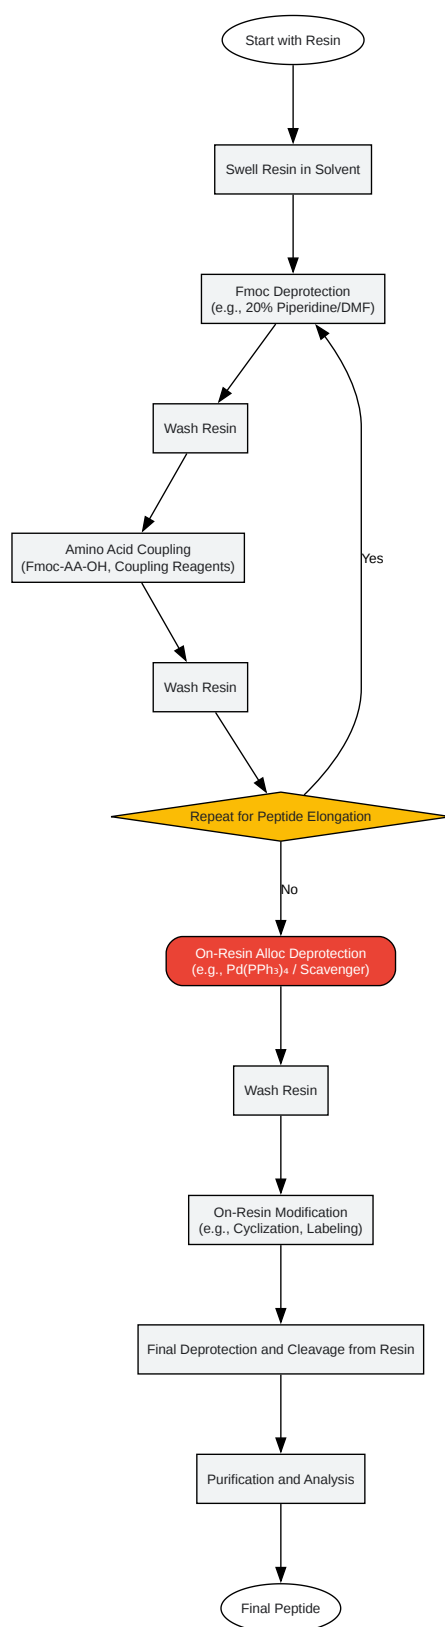 Start with Resin
Swell Resin in Solvent
Fmoc Deprotection
(e.g., 20% Piperidine/DMF)
Wash Resin
Amino Acid Coupling
(Fmoc-AA-OH, Coupling Reagents)
Yes
Wash Resin
Repeat for Peptide Elongation
No
On-Resin Alloc Deprotection
(e.g., Pd(PPh₃)₄ / Scavenger)
Wash Resin
On-Resin Modification
(e.g., Cyclization, Labeling)
Final Deprotection and Cleavage from Resin
Purification and Analysis
Final Peptide